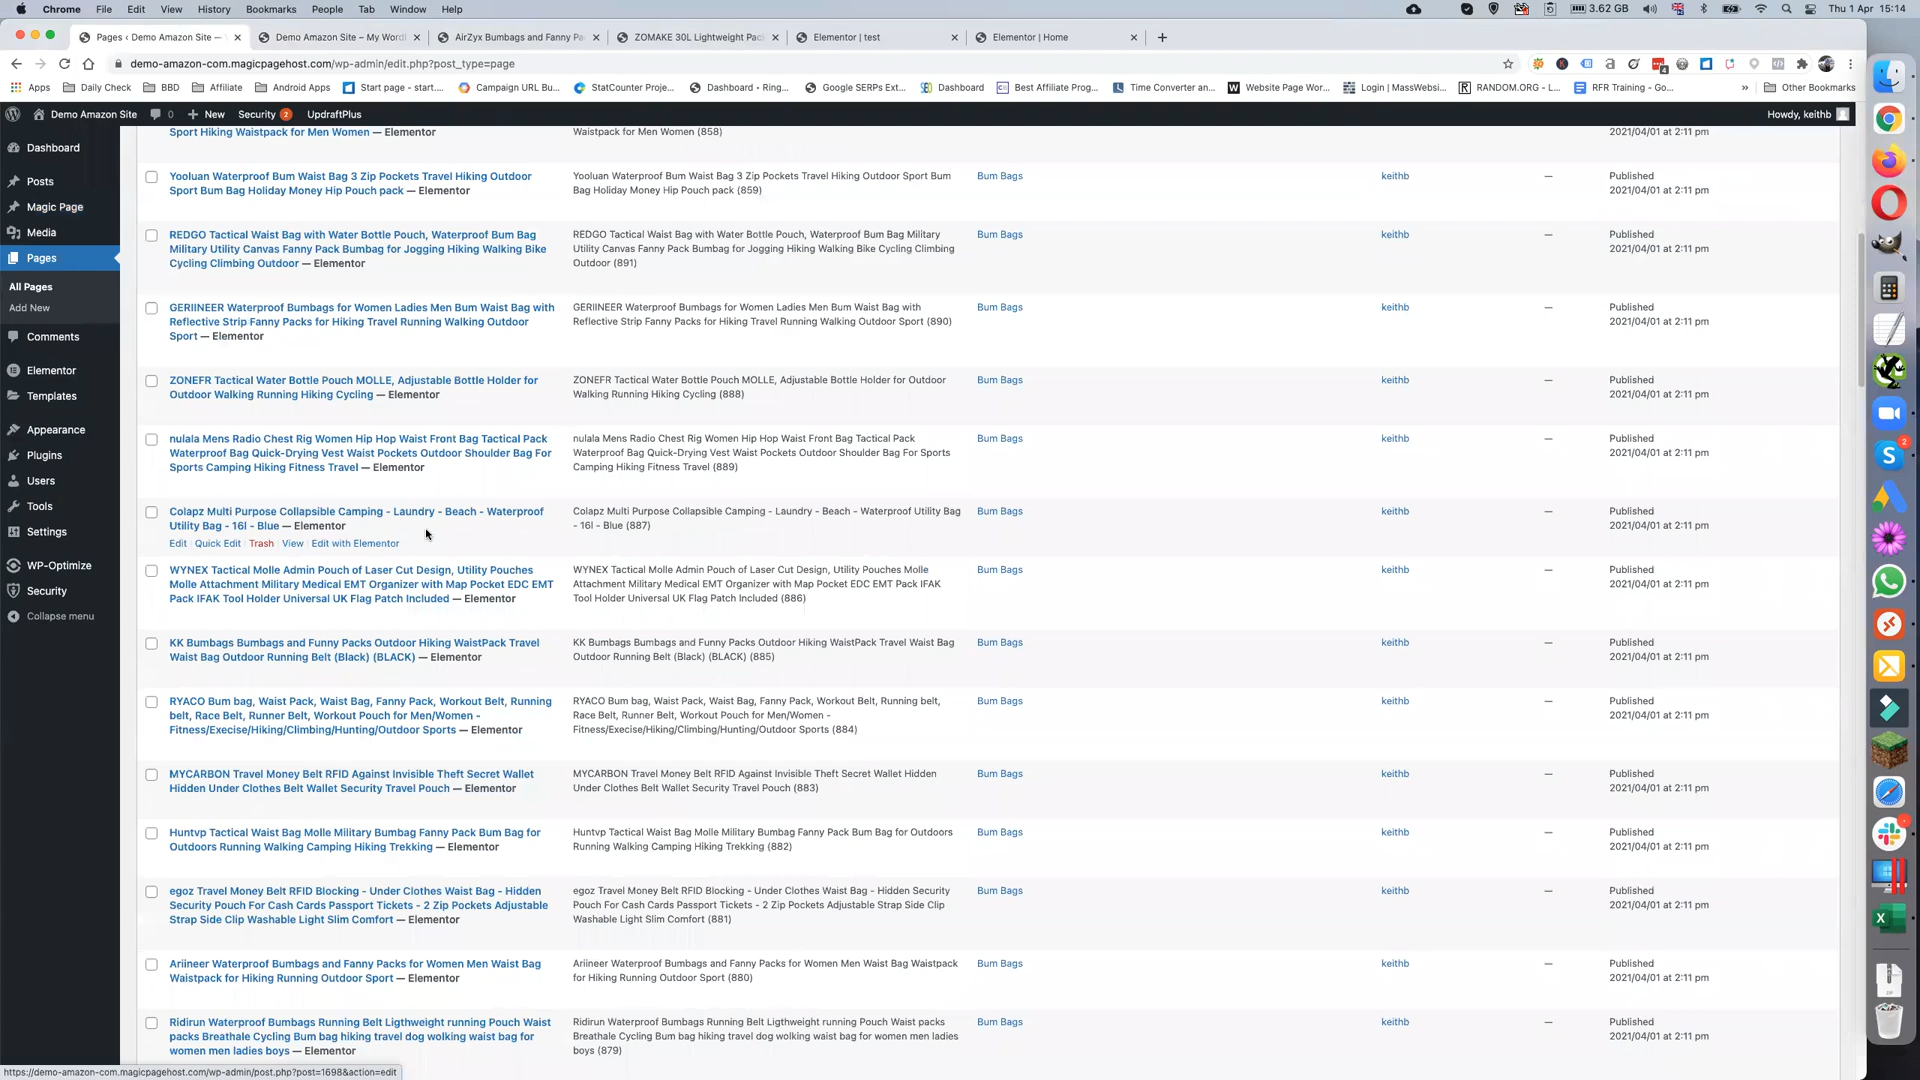 Chrome File Edit View History Bookmarks People Tab Window Help 3.62 GB Thu 1 Apr 15:14
Pages ‹ Demo Amazon Site — Demo Amazon Site – My Word AirZyx Bumbags and Funny Pa ZOMAKE 30L Lightweight Pac Elementor | test Elementor | Home
demo-amazon-com.magicpagehost.com/wp-admin/edit.php?post_type=page
Apps Daily Check BBD Affiliate Android Apps Start page - start.... Campaign URL Bu... StatCounter Proje... Dashboard - Ring... Google SERPs Ext... Dashboard Best Affiliate Prog... Time Converter an... Website Page Wor... Login | MassWebsi... RANDOM.ORG - L... RFR Training - Go... » Other Bookmarks
Demo Amazon Site 0 + New Security 2 UpdraftPlus Howdy, keithb
Dashboard
Posts
Magic Page
Media
Pages
All Pages
Add New
Comments
Elementor
Templates
Appearance
Plugins
Users
Tools
Settings
WP-Optimize
Security
Collapse menu
Sport Hiking Waistpack for Men Women — Elementor Waistpack for Men Women (858) 2021/04/01 at 2:11 pm
Yooluan Waterproof Bum Waist Bag 3 Zip Pockets Travel Hiking Outdoor Yooluan Waterproof Bum Waist Bag 3 Zip Pockets Travel Hiking Outdoor Sport Bum Bum Bags keithb — Published
Sport Bum Bag Holiday Money Hip Pouch pack — Elementor Bag Holiday Money Hip Pouch pack (859) 2021/04/01 at 2:11 pm
REDGO Tactical Waist Bag with Water Bottle Pouch, Waterproof Bum Bag REDGO Tactical Waist Bag with Water Bottle Pouch, Waterproof Bum Bag Military Bum Bags keithb — Published
Military Utility Canvas Fanny Pack Bumbag for Jogging Hiking Walking Bike Utility Canvas Fanny Pack Bumbag for Jogging Hiking Walking Bike Cycling Climbing 2021/04/01 at 2:11 pm
Cycling Climbing Outdoor — Elementor Outdoor (891)
GERIINEER Waterproof Bumbags for Women Ladies Men Bum Waist Bag with GERIINEER Waterproof Bumbags for Women Ladies Men Bum Waist Bag with Bum Bags keithb — Published
Reflective Strip Fanny Packs for Hiking Travel Running Walking Outdoor Reflective Strip Fanny Packs for Hiking Travel Running Walking Outdoor Sport (890) 2021/04/01 at 2:11 pm
Sport — Elementor
ZONEFR Tactical Water Bottle Pouch MOLLE, Adjustable Bottle Holder for ZONEFR Tactical Water Bottle Pouch MOLLE, Adjustable Bottle Holder for Outdoor Bum Bags keithb — Published
Outdoor Walking Running Hiking Cycling — Elementor Walking Running Hiking Cycling (888) 2021/04/01 at 2:11 pm
nulala Mens Radio Chest Rig Women Hip Hop Waist Front Bag Tactical Pack nulala Mens Radio Chest Rig Women Hip Hop Waist Front Bag Tactical Pack Bum Bags keithb — Published
Waterproof Bag Quick-Drying Vest Waist Pockets Outdoor Shoulder Bag For Waterproof Bag Quick-Drying Vest Waist Pockets Outdoor Shoulder Bag For Sports 2021/04/01 at 2:11 pm
Sports Camping Hiking Fitness Travel — Elementor Camping Hiking Fitness Travel (889)
Colapz Multi Purpose Collapsible Camping - Laundry - Beach - Waterproof Colapz Multi Purpose Collapsible Camping - Laundry - Beach - Waterproof Utility Bag Bum Bags keithb — Published
Utility Bag - 16l - Blue — Elementor - 16l - Blue (887) 2021/04/01 at 2:11 pm
Edit | Quick Edit | Trash | View | Edit with Elementor
WYNEX Tactical Molle Admin Pouch of Laser Cut Design, Utility Pouches WYNEX Tactical Molle Admin Pouch of Laser Cut Design, Utility Pouches Molle Bum Bags keithb — Published
Molle Attachment Military Medical EMT Organizer with Map Pocket EDC EMT Attachment Military Medical EMT Organizer with Map Pocket EDC EMT Pack IFAK 2021/04/01 at 2:11 pm
Pack IFAK Tool Holder Universal UK Flag Patch Included — Elementor Tool Holder Universal UK Flag Patch Included (886)
KK Bumbags Bumbags and Funny Packs Outdoor Hiking WaistPack Travel KK Bumbags Bumbags and Funny Packs Outdoor Hiking WaistPack Travel Waist Bag Bum Bags keithb — Published
Waist Bag Outdoor Running Belt (Black) (BLACK) — Elementor Outdoor Running Belt (Black) (BLACK) (885) 2021/04/01 at 2:11 pm
RYACO Bum bag, Waist Pack, Waist Bag, Fanny Pack, Workout Belt, Running RYACO Bum bag, Waist Pack, Waist Bag, Fanny Pack, Workout Belt, Running belt, Bum Bags keithb — Published
belt, Race Belt, Runner Belt, Workout Pouch for Men/Women - Race Belt, Runner Belt, Workout Pouch for Men/Women - 2021/04/01 at 2:11 pm
Fitness/Execise/Hiking/Climbing/Hunting/Outdoor Sports — Elementor Fitness/Execise/Hiking/Climbing/Hunting/Outdoor Sports (884)
MYCARBON Travel Money Belt RFID Against Invisible Theft Secret Wallet MYCARBON Travel Money Belt RFID Against Invisible Theft Secret Wallet Hidden Bum Bags keithb — Published
Hidden Under Clothes Belt Wallet Security Travel Pouch — Elementor Under Clothes Belt Wallet Security Travel Pouch (883) 2021/04/01 at 2:11 pm
Huntvp Tactical Waist Bag Molle Military Bumbag Fanny Pack Bum Bag for Huntvp Tactical Waist Bag Molle Military Bumbag Fanny Pack Bum Bag for Outdoors Bum Bags keithb — Published
Outdoors Running Walking Camping Hiking Trekking — Elementor Running Walking Camping Hiking Trekking (882) 2021/04/01 at 2:11 pm
egoz Travel Money Belt RFID Blocking - Under Clothes Waist Bag - Hidden egoz Travel Money Belt RFID Blocking - Under Clothes Waist Bag - Hidden Security Bum Bags keithb — Published
Security Pouch For Cash Cards Passport Tickets - 2 Zip Pockets Adjustable Pouch For Cash Cards Passport Tickets - 2 Zip Pockets Adjustable Strap Side Clip 2021/04/01 at 2:11 pm
Strap Side Clip Washable Light Slim Comfort — Elementor Washable Light Slim Comfort (881)
Ariineer Waterproof Bumbags and Fanny Packs for Women Men Waist Bag Ariineer Waterproof Bumbags and Fanny Packs for Women Men Waist Bag Waistpack Bum Bags keithb — Published
Waistpack for Hiking Running Outdoor Sport — Elementor for Hiking Running Outdoor Sport (880) 2021/04/01 at 2:11 pm
Ridirun Waterproof Bumbags Running Belt Ligthweight running Pouch Waist Ridirun Waterproof Bumbags Running Belt Ligthweight running Pouch Waist packs Bum Bags keithb — Published
packs Breathale Cycling Bum bag hiking travel dog wolking waist bag for Breathale Cycling Bum bag hiking travel dog wolking waist bag for women men ladies 2021/04/01 at 2:11 pm
women men ladies boys — Elementor boys (879)
https://demo-amazon-com.magicpagehost.com/wp-admin/post.php?post=1698&action=edit